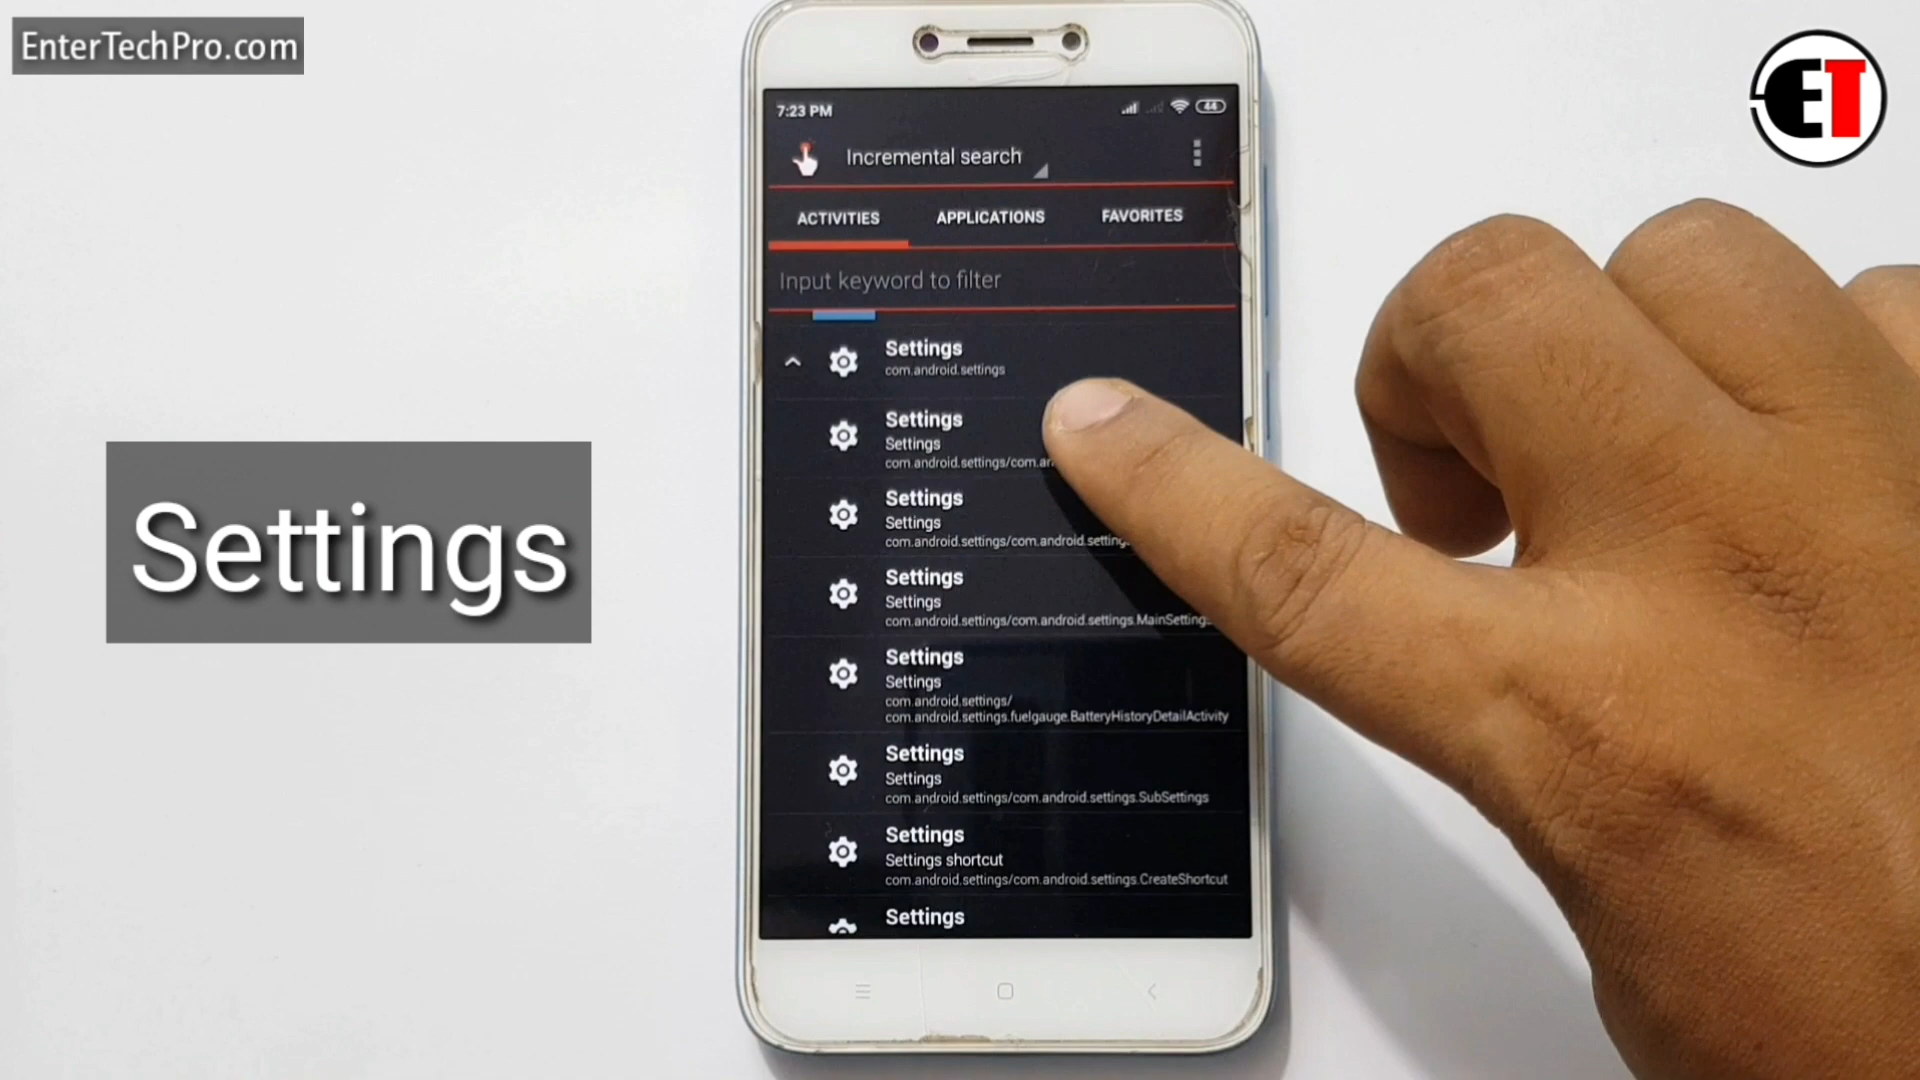 EnterTechPro.com
ET
7:23 PM
44
Incremental search
ACTIVITIES APPLICATIONS FAVORITES
Input keyword to filter
Settings
com.android.settings
Settings
Settings
com.android.settings/
Settings
Settings
com.android.settings/com.android.setting
Settings
Settings
com.android.settings/com.android.settings.MainSetting
Settings
Settings
com.android.settings/
com.android.settings.fuelgauge.BatteryHistoryDetailActivity
Settings
Settings
com.android.settings/com.android.settings.SubSettings
Settings
Settings shortcut
com.android.settings/com.android.settings.CreateShortcut
Settings
Settings